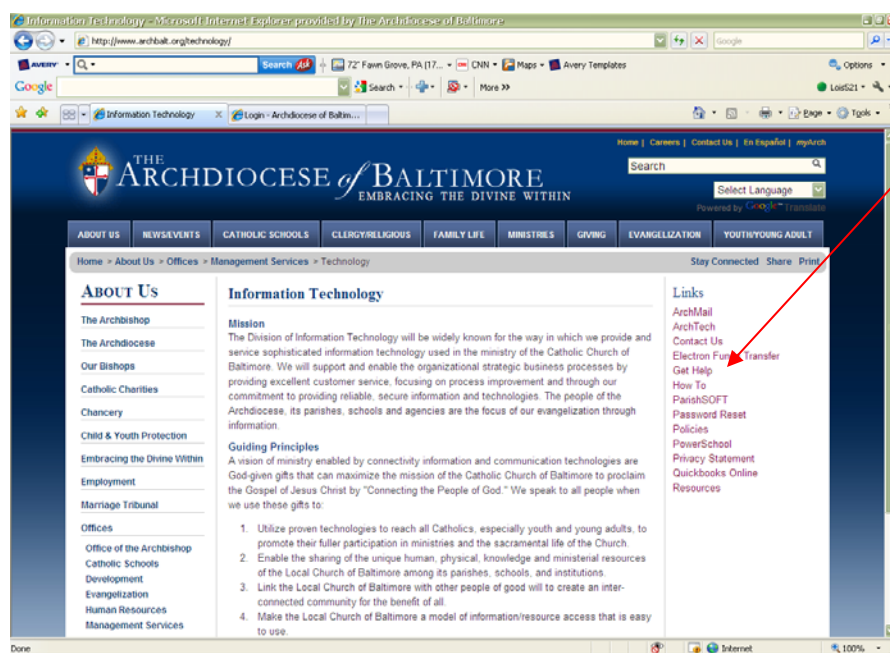 Information Technology - Microsoft Internet Explorer provided by The Archdiocese of Baltimore
http://www.archbalt.org/technology/
Google
AVERY
Search
72° Fawn Grove, PA (17...
CNN
Maps
Avery Templates
Options
Google
Search
More >>
Lois521
Information Technology
Login - Archdiocese of Baltim...
Page
Tools
Home | Careers | Contact Us | En Español | myArch
THE
ARCHDIOCESE of BALTIMORE
EMBRACING THE DIVINE WITHIN
Search
Select Language
Powered by Google Translate
ABOUT US NEWS/EVENTS CATHOLIC SCHOOLS CLERGY/RELIGIOUS FAMILY LIFE MINISTRIES GIVING EVANGELIZATION YOUTH/YOUNG ADULT
Home > About Us > Offices > Management Services > Technology
Stay Connected Share Print
ABOUT US
The Archbishop
The Archdiocese
Our Bishops
Catholic Charities
Chancery
Child & Youth Protection
Embracing the Divine Within
Employment
Marriage Tribunal
Offices
Office of the Archbishop
Catholic Schools
Development
Evangelization
Human Resources
Management Services
Information Technology
Mission
The Division of Information Technology will be widely known for the way in which we provide and
service sophisticated information technology used in the ministry of the Catholic Church of
Baltimore. We will support and enable the organizational strategic business processes by
providing excellent customer service, focusing on process improvement and through our
commitment to providing reliable, secure information and technologies. The people of the
Archdiocese, its parishes, schools and agencies are the focus of our evangelization through
information.
Guiding Principles
A vision of ministry enabled by connectivity information and communication technologies are
God-given gifts that can maximize the mission of the Catholic Church of Baltimore to proclaim
the Gospel of Jesus Christ by "Connecting the People of God." We speak to all people when
we use these gifts to:
1. Utilize proven technologies to reach all Catholics, especially youth and young adults, to
promote their fuller participation in ministries and the sacramental life of the Church.
2. Enable the sharing of the unique human, physical, knowledge and ministerial resources
of the Local Church of Baltimore among its parishes, schools, and institutions.
3. Link the Local Church of Baltimore with other people of good will to create an inter-
connected community for the benefit of all.
4. Make the Local Church of Baltimore a model of information/resource access that is easy
to use.
Links
ArchMail
ArchTech
Contact Us
Electron Funds Transfer
Get Help
How To
ParishSOFT
Password Reset
Policies
PowerSchool
Privacy Statement
Quickbooks Online
Resources
Done
Internet
100%